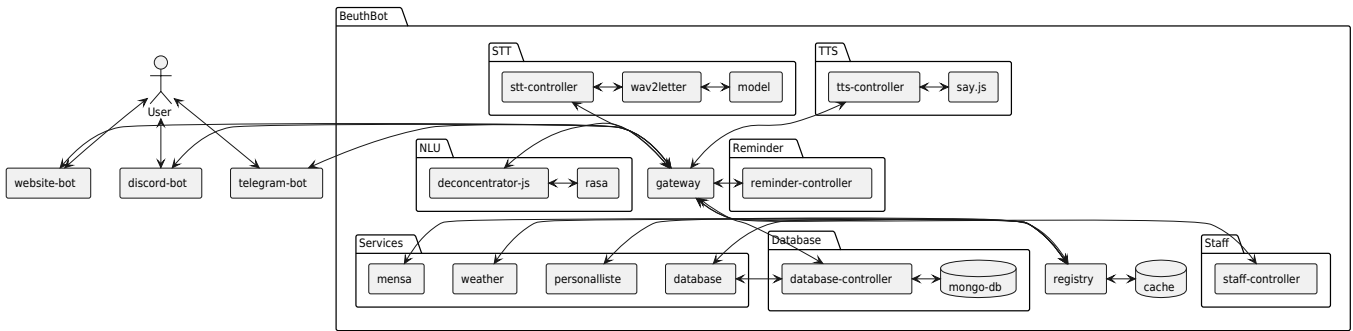 BeuthBot
STT
TTS
stt-controller
wav2letter
model
tts-controller
say.js
User
NLU
Reminder
website-bot
discord-bot
telegram-bot
deconcentrator-js
rasa
gateway
reminder-controller
Services
Database
Staff
mensa
weather
personalliste
database
database-controller
mongo-db
registry
cache
staff-controller